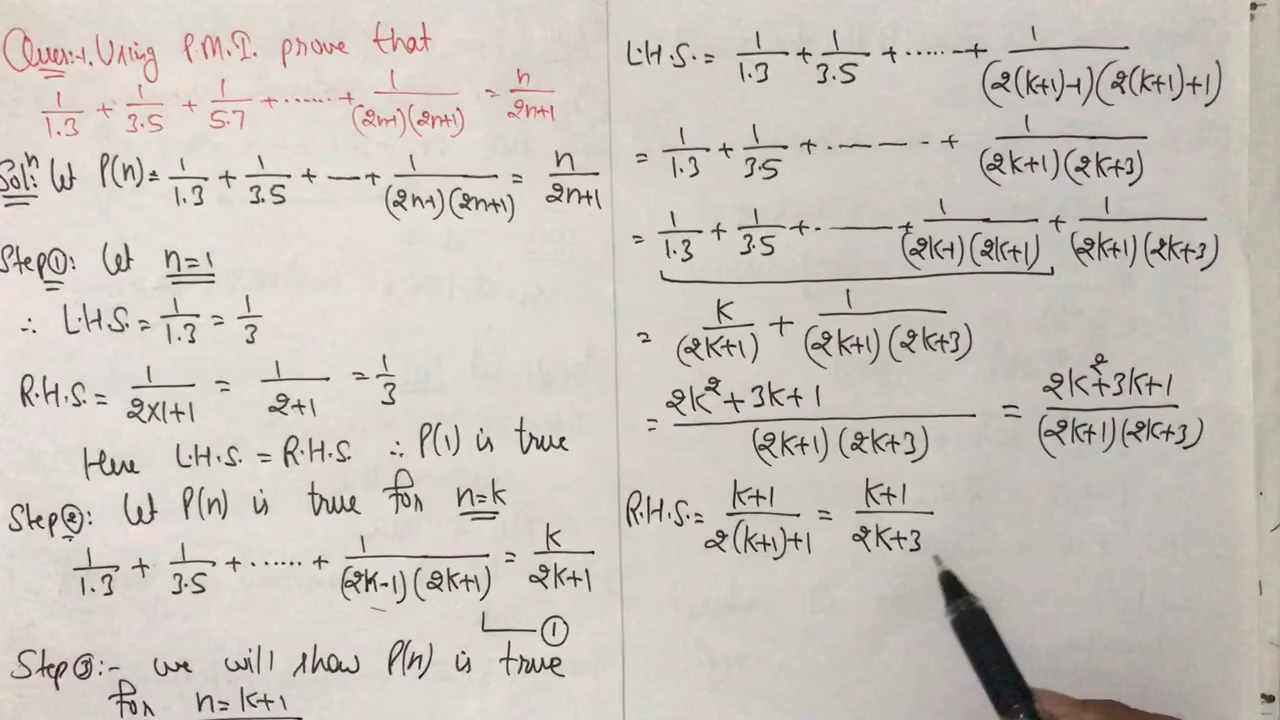 Ques:-1. Using P.M.I. prove that
1/1.3 + 1/3.5 + 1/5.7 + ...... + 1/(2n-1)(2n+1) = n/2n+1
Solⁿ: Let P(n) = 1/1.3 + 1/3.5 + — + 1/(2n-1)(2n+1) = n/2n+1
Step①: Let n=1
∴ L.H.S. = 1/1.3 = 1/3
R.H.S. = 1/2×1+1 = 1/2+1 = 1/3
Here L.H.S. = R.H.S. ∴ P(1) is true
Step②: Let P(n) is true for n=k
1/1.3 + 1/3.5 + ...... + 1/(2k-1)(2k+1) = k/2k+1
①
Step③:- we will show P(n) is true
for n=k+1
L.H.S. = 1/1.3 + 1/3.5 + ...... + 1/(2(k+1)-1)(2(k+1)+1)
= 1/1.3 + 1/3.5 + ...... + 1/(2k+1)(2k+3)
= 1/1.3 + 1/3.5 + ...... + 1/(2k-1)(2k+1) + 1/(2k+1)(2k+3)
= k/(2k+1) + 1/(2k+1)(2k+3)
= 2k²+3k+1/(2k+1)(2k+3) = 2k²+3k+1/(2k+1)(2k+3)
R.H.S. = k+1/2(k+1)+1 = k+1/2k+3